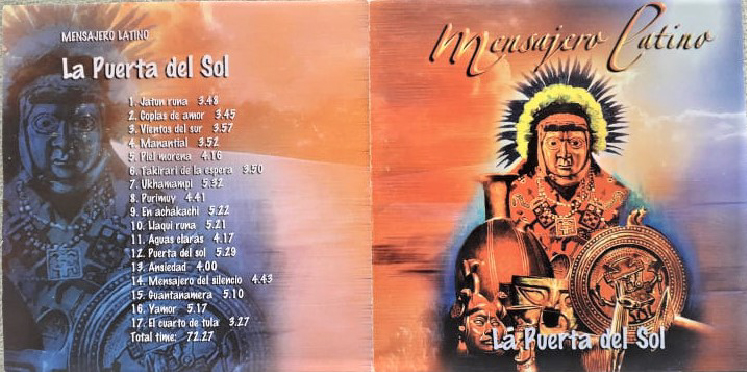 MENSAJERO LATINO
La Puerta del Sol
1. Jatun runa 3.48
2. Coplas de amor 3.45
3. Vientos del sur 3.57
4. Manantial 3.52
5. Piel morena 4.16
6. Takirari de la espera 3.50
7. Ukhamampi 5.32
8. Purimuy 4.41
9. En achakachi 5.22
10. Llaqui runa 5.21
11. Aguas claras 4.17
12. Puerta del sol 5.29
13. Ansiedad 4.00
14. Mensajero del silencio 4.43
15. Guantanamera 5.10
16. Yamor 5.17
17. El cuarto de tula 3.27
Total time: 72.27
Mensajero Latino
Lá Puerta del Sol